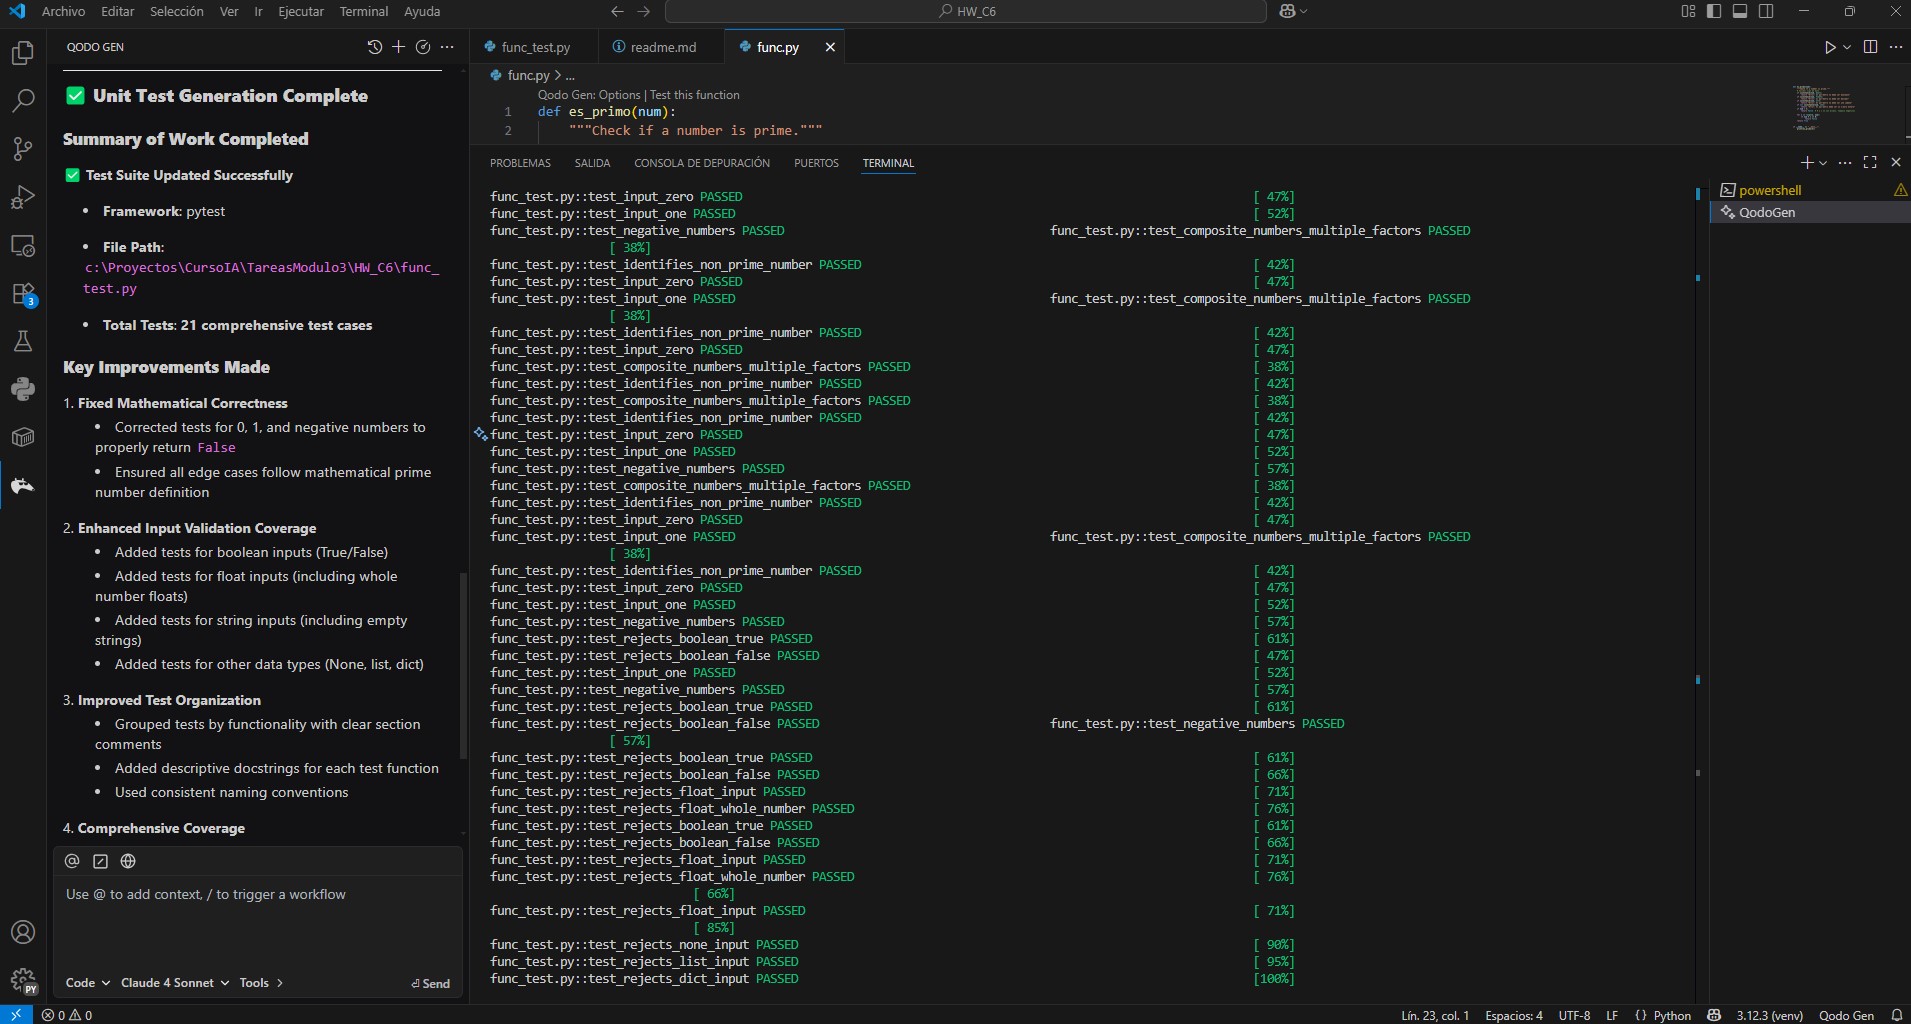 Archivo Editar Selección Ver Ir Ejecutar Terminal Ayuda
HW_C6
QODO GEN
Unit Test Generation Complete
Summary of Work Completed
Test Suite Updated Successfully
• Framework: pytest
• File Path:
c:\Proyectos\CursoIA\TareasModulo3\HW_C6\func_
test.py
• Total Tests: 21 comprehensive test cases
Key Improvements Made
1. Fixed Mathematical Correctness
• Corrected tests for 0, 1, and negative numbers to
properly return False
• Ensured all edge cases follow mathematical prime
number definition
2. Enhanced Input Validation Coverage
• Added tests for boolean inputs (True/False)
• Added tests for float inputs (including whole
number floats)
• Added tests for string inputs (including empty
strings)
• Added tests for other data types (None, list, dict)
3. Improved Test Organization
• Grouped tests by functionality with clear section
comments
• Added descriptive docstrings for each test function
• Used consistent naming conventions
4. Comprehensive Coverage
Use @ to add context, / to trigger a workflow
Code Claude 4 Sonnet Tools > Send
3
PY
func_test.py readme.md func.py
func.py > ...
Qodo Gen: Options | Test this function
1 def es_primo(num):
2 """Check if a number is prime."""
PROBLEMAS SALIDA CONSOLA DE DEPURACIÓN PUERTOS TERMINAL
func_test.py::test_input_zero PASSED [ 47%]
func_test.py::test_input_one PASSED [ 52%]
func_test.py::test_negative_numbers PASSED func_test.py::test_composite_numbers_multiple_factors PASSED
[ 38%]
func_test.py::test_identifies_non_prime_number PASSED [ 42%]
func_test.py::test_input_zero PASSED [ 47%]
func_test.py::test_input_one PASSED func_test.py::test_composite_numbers_multiple_factors PASSED
[ 38%]
func_test.py::test_identifies_non_prime_number PASSED [ 42%]
func_test.py::test_input_zero PASSED [ 47%]
func_test.py::test_composite_numbers_multiple_factors PASSED [ 38%]
func_test.py::test_identifies_non_prime_number PASSED [ 42%]
func_test.py::test_composite_numbers_multiple_factors PASSED [ 38%]
func_test.py::test_identifies_non_prime_number PASSED [ 42%]
func_test.py::test_input_zero PASSED [ 47%]
func_test.py::test_input_one PASSED [ 52%]
func_test.py::test_negative_numbers PASSED [ 57%]
func_test.py::test_composite_numbers_multiple_factors PASSED [ 38%]
func_test.py::test_identifies_non_prime_number PASSED [ 42%]
func_test.py::test_input_zero PASSED [ 47%]
func_test.py::test_input_one PASSED func_test.py::test_composite_numbers_multiple_factors PASSED
[ 38%]
func_test.py::test_identifies_non_prime_number PASSED [ 42%]
func_test.py::test_input_zero PASSED [ 47%]
func_test.py::test_input_one PASSED [ 52%]
func_test.py::test_negative_numbers PASSED [ 57%]
func_test.py::test_rejects_boolean_true PASSED [ 61%]
func_test.py::test_rejects_boolean_false PASSED [ 47%]
func_test.py::test_input_one PASSED [ 52%]
func_test.py::test_negative_numbers PASSED [ 57%]
func_test.py::test_rejects_boolean_true PASSED [ 61%]
func_test.py::test_rejects_boolean_false PASSED func_test.py::test_negative_numbers PASSED
[ 57%]
func_test.py::test_rejects_boolean_true PASSED [ 61%]
func_test.py::test_rejects_boolean_false PASSED [ 66%]
func_test.py::test_rejects_float_input PASSED [ 71%]
func_test.py::test_rejects_float_whole_number PASSED [ 76%]
func_test.py::test_rejects_boolean_true PASSED [ 61%]
func_test.py::test_rejects_boolean_false PASSED [ 66%]
func_test.py::test_rejects_float_input PASSED [ 71%]
func_test.py::test_rejects_float_whole_number PASSED [ 76%]
[ 66%]
func_test.py::test_rejects_float_input PASSED [ 71%]
[ 85%]
func_test.py::test_rejects_none_input PASSED [ 90%]
func_test.py::test_rejects_list_input PASSED [ 95%]
func_test.py::test_rejects_dict_input PASSED [100%]
powershell
QodoGen
0 0
Lín. 23, col. 1 Espacios: 4 UTF-8 LF {} Python 3.12.3 (venv) Qodo Gen